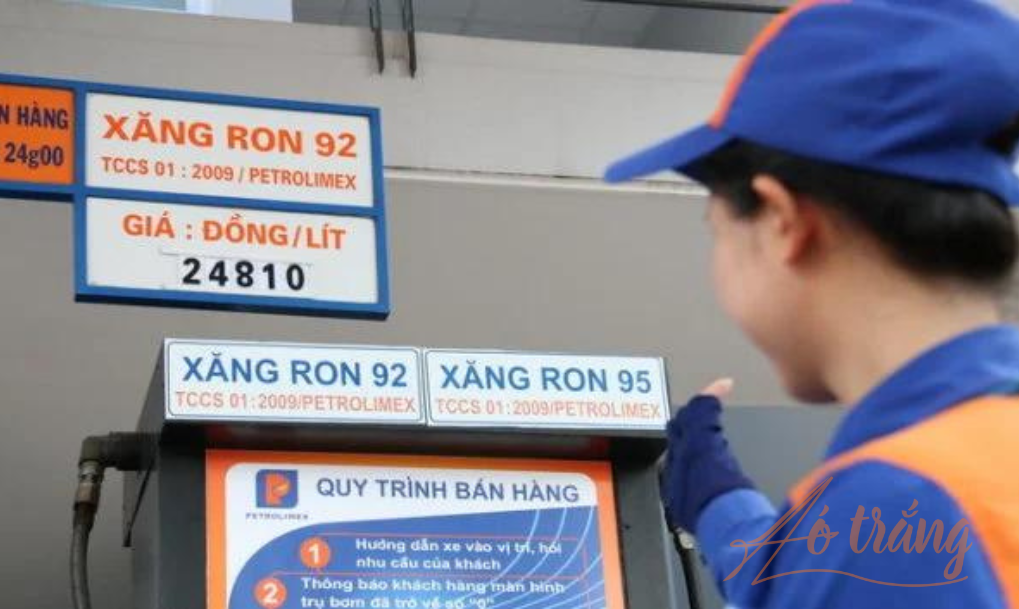 N HÀNG
24g00
XĂNG RON 92
TCCS 01 : 2009 / PETROLIMEX
GIÁ : ĐỒNG/LÍT
24810
XĂNG RON 92
TCCS 01:2009/PETROLIMEX
XĂNG RON 95
TCCS 01:2009/PETROLIMEX
PETROLIMEX
QUY TRÌNH BÁN HÀNG
1
Hướng dẫn xe vào vị trí, hỏi
nhu cầu của khách
2
Thông báo khách hàng màn hình
trụ bơm đã trở về số "0"
Áo trắng